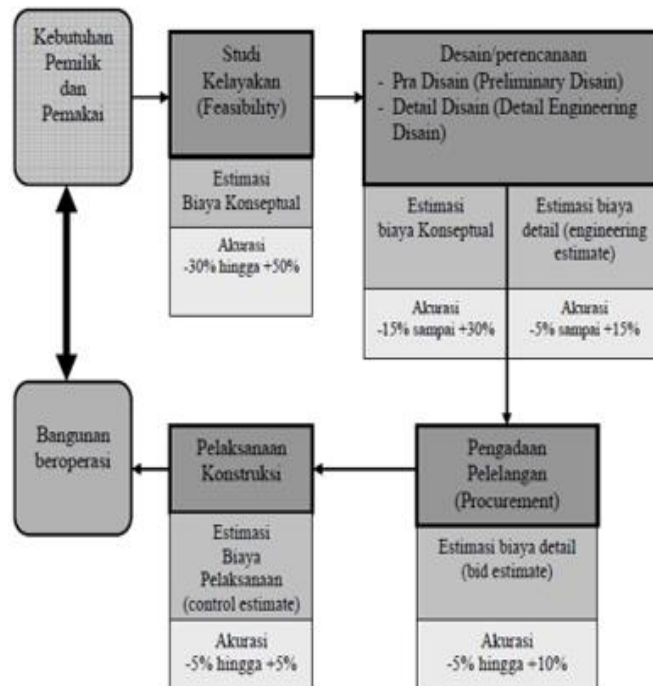 Kebutuhan
Pemilik
dan
Pemakai
Studi
Kelayakan
(Feasibility)
Estimasi
Biaya Konseptual
Akurasi
-30% hingga +50%
Desain/perencanaan
- Pra Disain (Preliminary Disain)
- Detail Disain (Detail Engineering
Disain)
Estimasi
biaya Konseptual
Akurasi
-15% sampai +30%
Estimasi biaya
detail (engineering
estimate)
Akurasi
-5% sampai +15%
Pengadaan
Pelelangan
(Procurement)
Estimasi biaya detail
(bid estimate)
Akurasi
-5% hingga +10%
Pelaksanaan
Konstruksi
Estimasi
Biaya
Pelaksanaan
(control estimate)
Akurasi
-5% hingga +5%
Bangunan
beroperasi